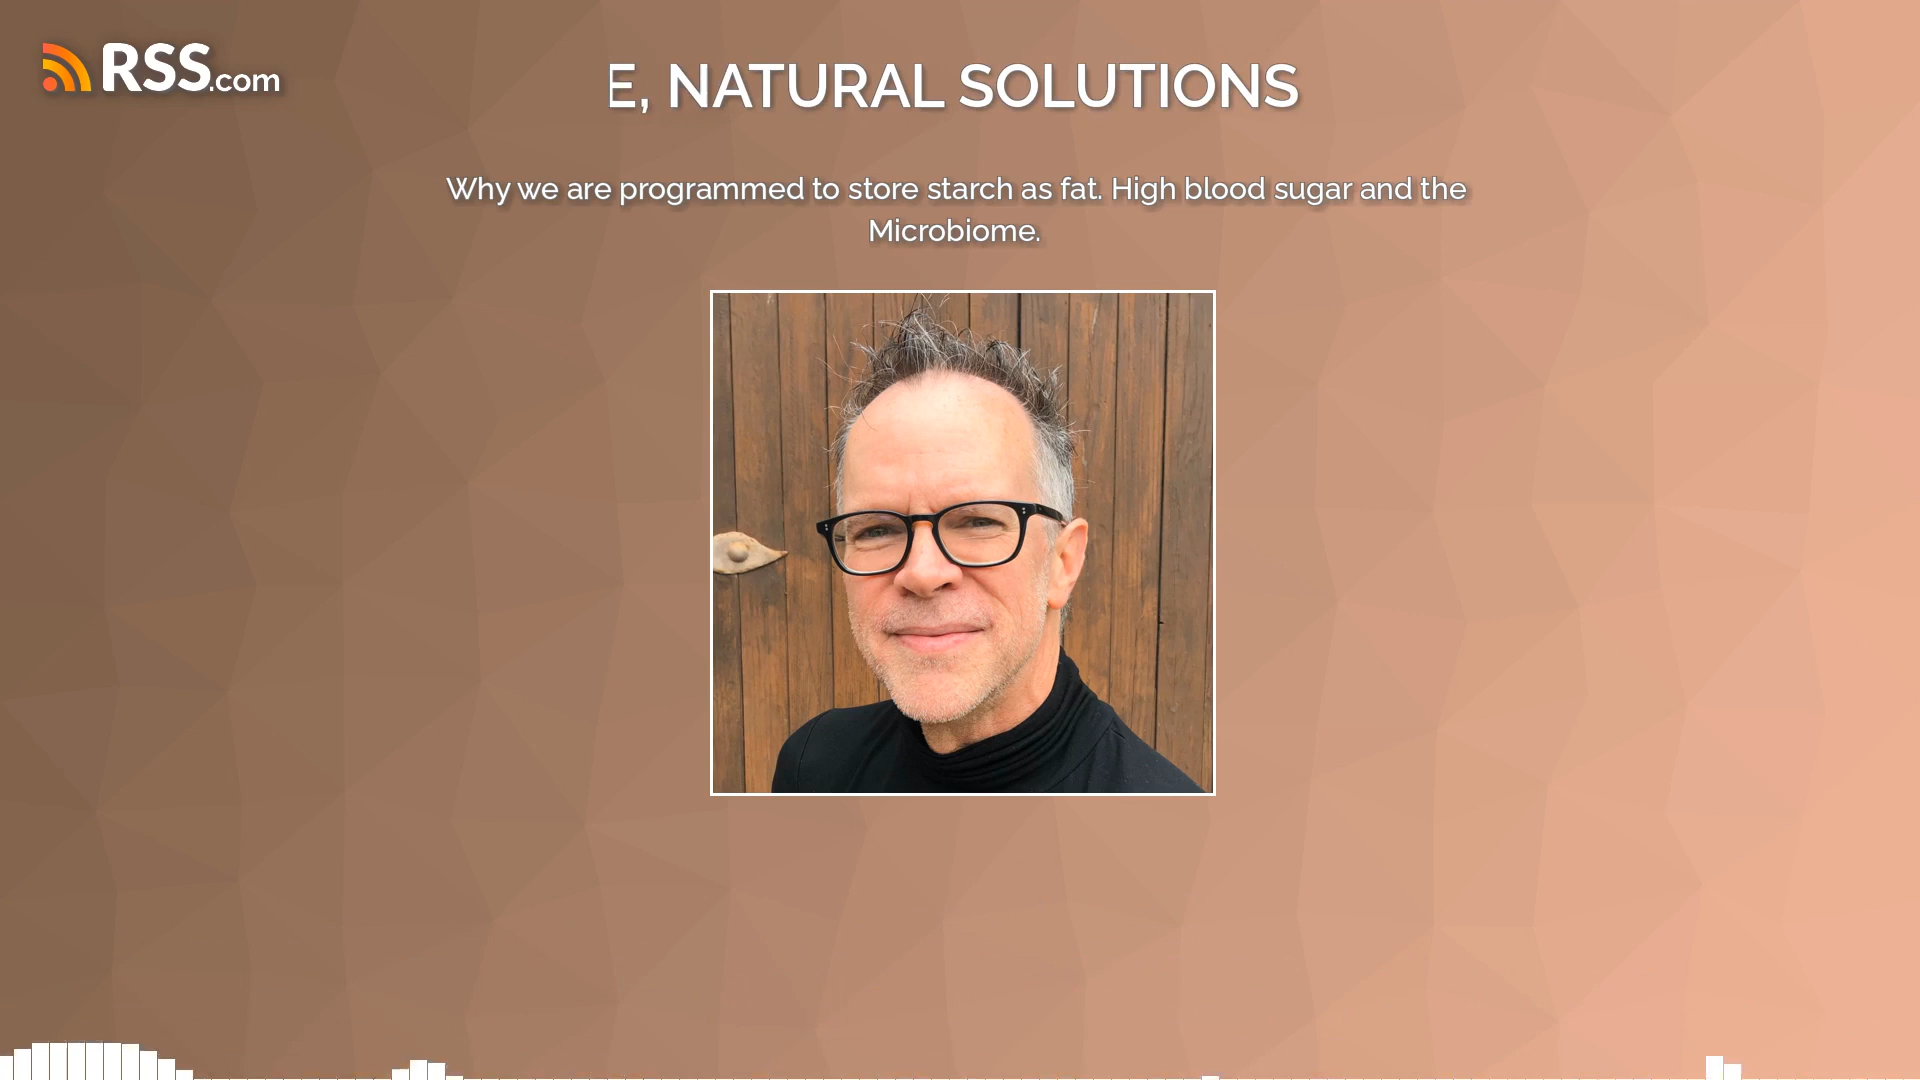 RSS.com
E, NATURAL SOLUTIONS
Why we are programmed to store starch as fat. High blood sugar and the
Microbiome.